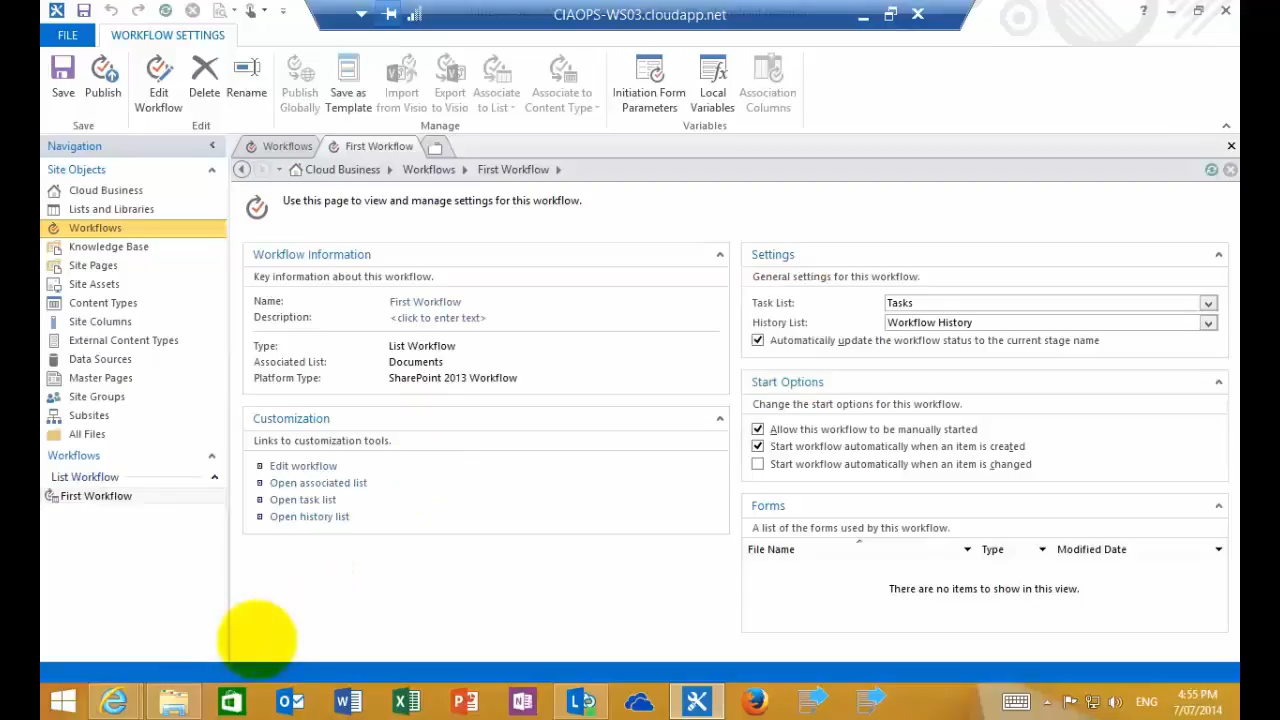 CIAOPS-WS03.cloudapp.net
FILE
WORKFLOW SETTINGS
Save
Publish
Edit Workflow
Delete
Rename
Publish Globally
Save as Template
Import from Visio
Export to Visio
Associate to List
Associate to Content Type
Initiation Form Parameters
Local Variables
Association Columns
Save
Edit
Manage
Variables
Navigation
Workflows
First Workflow
Site Objects
Cloud Business
Workflows
First Workflow
Cloud Business
Lists and Libraries
Workflows
Knowledge Base
Site Pages
Site Assets
Content Types
Site Columns
External Content Types
Data Sources
Master Pages
Site Groups
Subsites
All Files
Workflows
List Workflow
First Workflow
Use this page to view and manage settings for this workflow.
Workflow Information
Key information about this workflow.
Name: First Workflow
Description: <click to enter text>
Type: List Workflow
Associated List: Documents
Platform Type: SharePoint 2013 Workflow
Customization
Links to customization tools.
Edit workflow
Open associated list
Open task list
Open history list
Settings
General settings for this workflow.
Task List: Tasks
History List: Workflow History
Automatically update the workflow status to the current stage name
Start Options
Change the start options for this workflow.
Allow this workflow to be manually started
Start workflow automatically when an item is created
Start workflow automatically when an item is changed
Forms
A list of the forms used by this workflow.
File Name Type Modified Date
There are no items to show in this view.
ENG
4:55 PM
7/07/2014